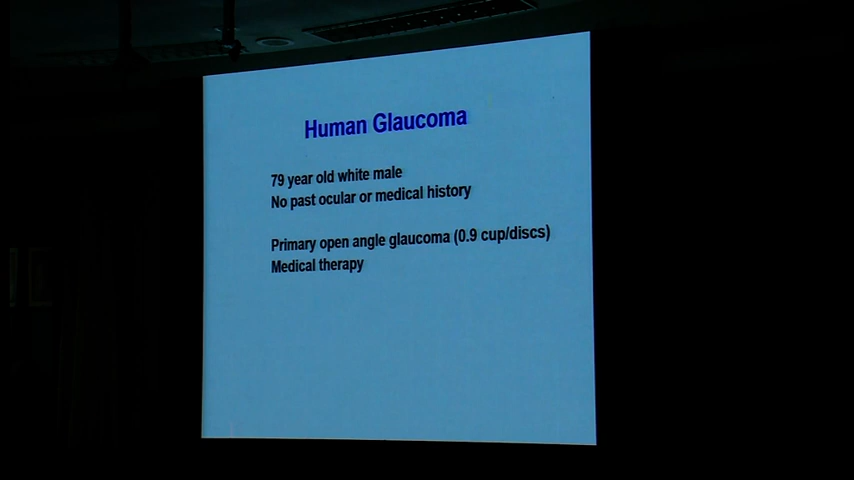 Human Glaucoma
79 year old white male
No past ocular or medical history
Primary open angle glaucoma (0.9 cup/discs)
Medical therapy